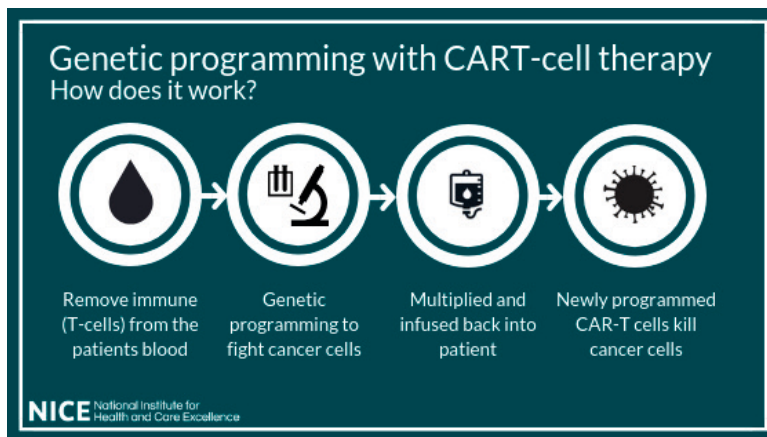 Genetic programming with CART-cell therapy
How does it work?
Remove immune
(T-cells) from the
patients blood
Genetic
programming to
fight cancer cells
Multiplied and
infused back into
patient
Newly programmed
CAR-T cells kill
cancer cells
NICE National Institute for
Health and Care Excellence